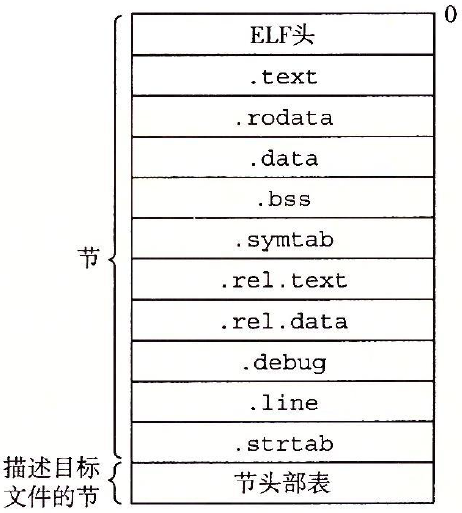 0
ELF头
.text
.rodata
.data
.bss
.symtab
.rel.text
.rel.data
.debug
.line
.strtab
节头部表
节
描述目标
文件的节